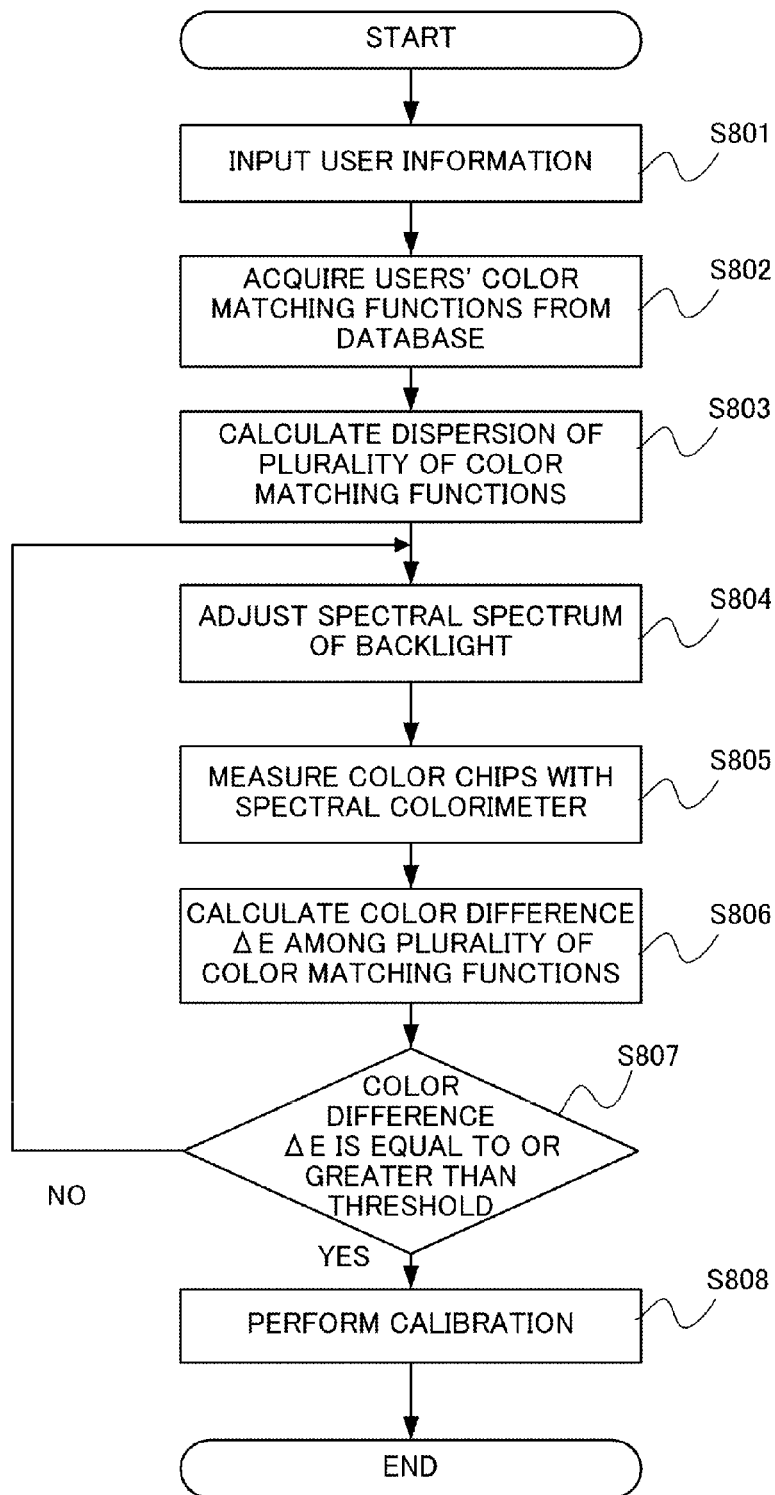 START
INPUT USER INFORMATION
S801
ACQUIRE USERS' COLOR
MATCHING FUNCTIONS FROM
DATABASE
S802
CALCULATE DISPERSION OF
PLURALITY OF COLOR
MATCHING FUNCTIONS
S803
ADJUST SPECTRAL SPECTRUM
OF BACKLIGHT
S804
MEASURE COLOR CHIPS WITH
SPECTRAL COLORIMETER
S805
CALCULATE COLOR DIFFERENCE
ΔE AMONG PLURALITY OF
COLOR MATCHING FUNCTIONS
S806
COLOR
DIFFERENCE
ΔE IS EQUAL TO OR
GREATER THAN
THRESHOLD
S807
NO
YES
PERFORM CALIBRATION
S808
END